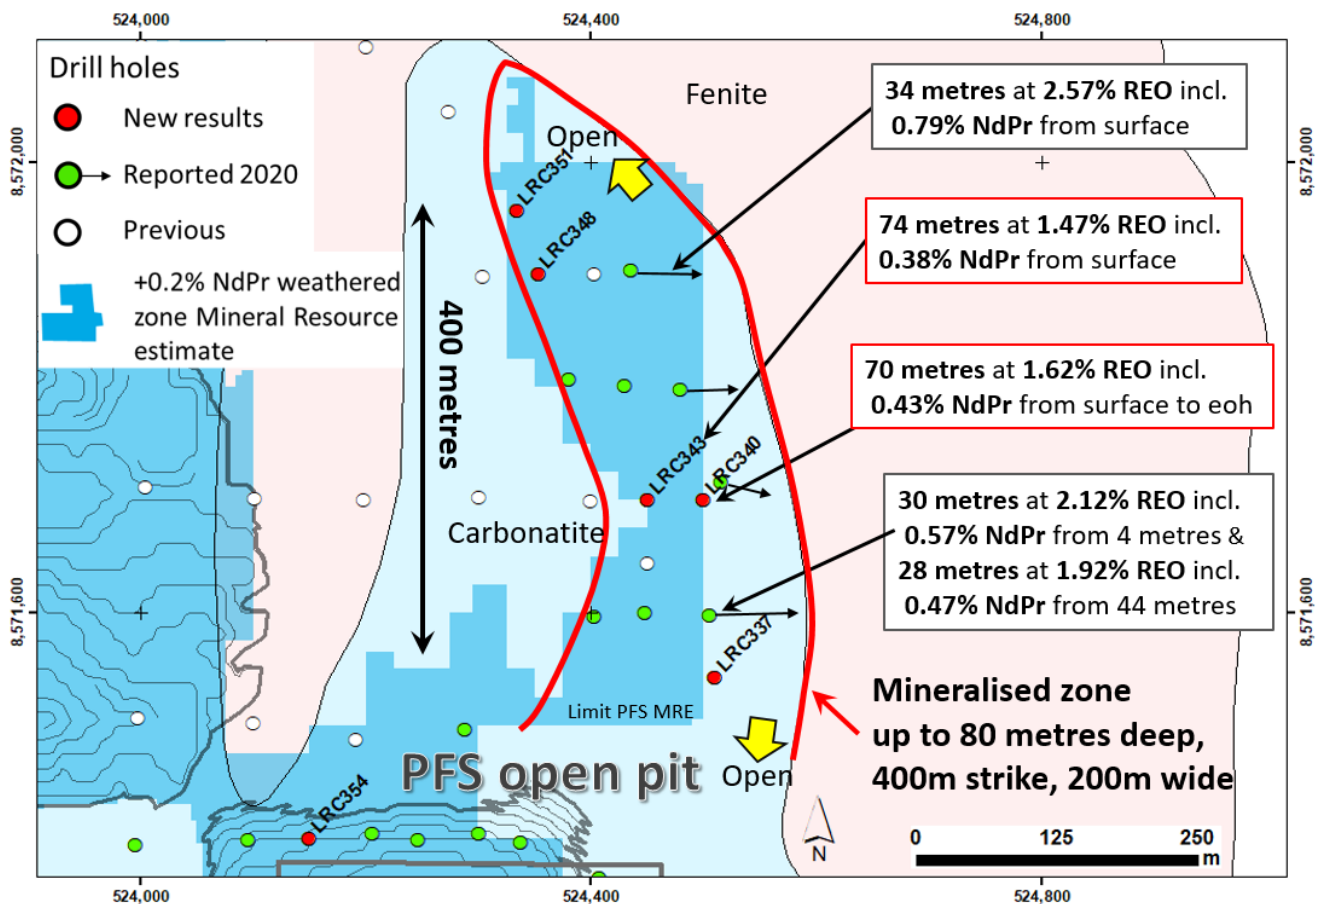 524,000
524,400
524,800
Drill holes
New results
Reported 2020
Previous
+0.2% NdPr weathered
zone Mineral Resource
estimate
8,572,000
8,572,000
8,571,600
8,571,600
Fenite
Open
LRC351
LRC348
400 metres
LRC343
LRC340
Carbonatite
LRC337
Limit PFS MRE
PFS open pit
Open
LRC354
34 metres at 2.57% REO incl.
0.79% NdPr from surface
74 metres at 1.47% REO incl.
0.38% NdPr from surface
70 metres at 1.62% REO incl.
0.43% NdPr from surface to eoh
30 metres at 2.12% REO incl.
0.57% NdPr from 4 metres &
28 metres at 1.92% REO incl.
0.47% NdPr from 44 metres
Mineralised zone
up to 80 metres deep,
400m strike, 200m wide
N
0 125 250
m
524,000
524,400
524,800